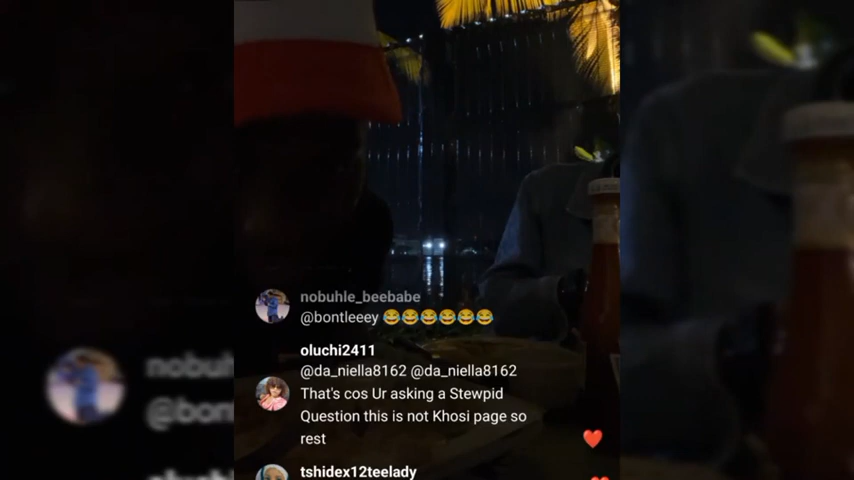 nobuhle_beebabe
@bontleeey 😂😂😂😂😂😂
oluchi2411
@da_niella8162 @da_niella8162
That's cos Ur asking a Stewpid
Question this is not Khosi page so
rest
tshidex12teelady